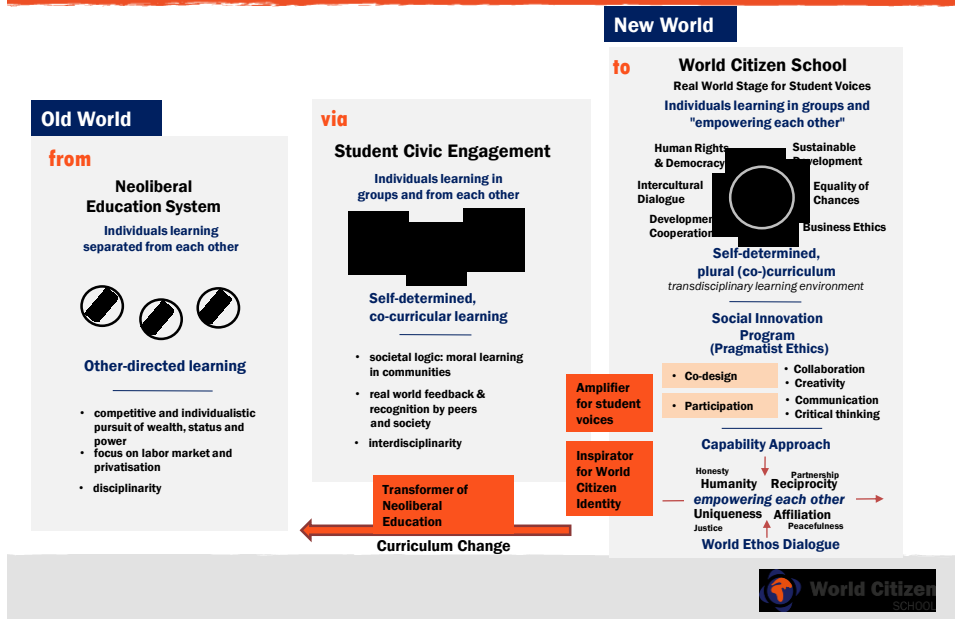 Old World
from
Neoliberal
Education System
Individuals learning
separated from each other
Other-directed learning
• competitive and individualistic
pursuit of wealth, status and
power
• focus on labor market and
privatisation
• disciplinarity
via
Student Civic Engagement
Individuals learning in
groups and from each other
Self-determined,
co-curricular learning
• societal logic: moral learning
in communities
• real world feedback &
recognition by peers
and society
• interdisciplinarity
Transformer of
Neoliberal
Education
Curriculum Change
Amplifier
for student
voices
Inspirator
for World
Citizen
Identity
New World
to
World Citizen School
Real World Stage for Student Voices
Individuals learning in groups and
"empowering each other"
Human Rights
& Democracy
Sustainable
Development
Intercultural
Dialogue
Equality of
Chances
Development
Cooperation
Business Ethics
Self-determined,
plural (co-)curriculum
transdisciplinary learning environment
Social Innovation
Program
(Pragmatist Ethics)
• Co-design
• Collaboration
• Creativity
• Participation
• Communication
• Critical thinking
Capability Approach
Honesty
Partnership
Humanity
Reciprocity
empowering each other
Uniqueness
Affiliation
Justice
Peacefulness
World Ethos Dialogue
World Citizen
SCHOOL